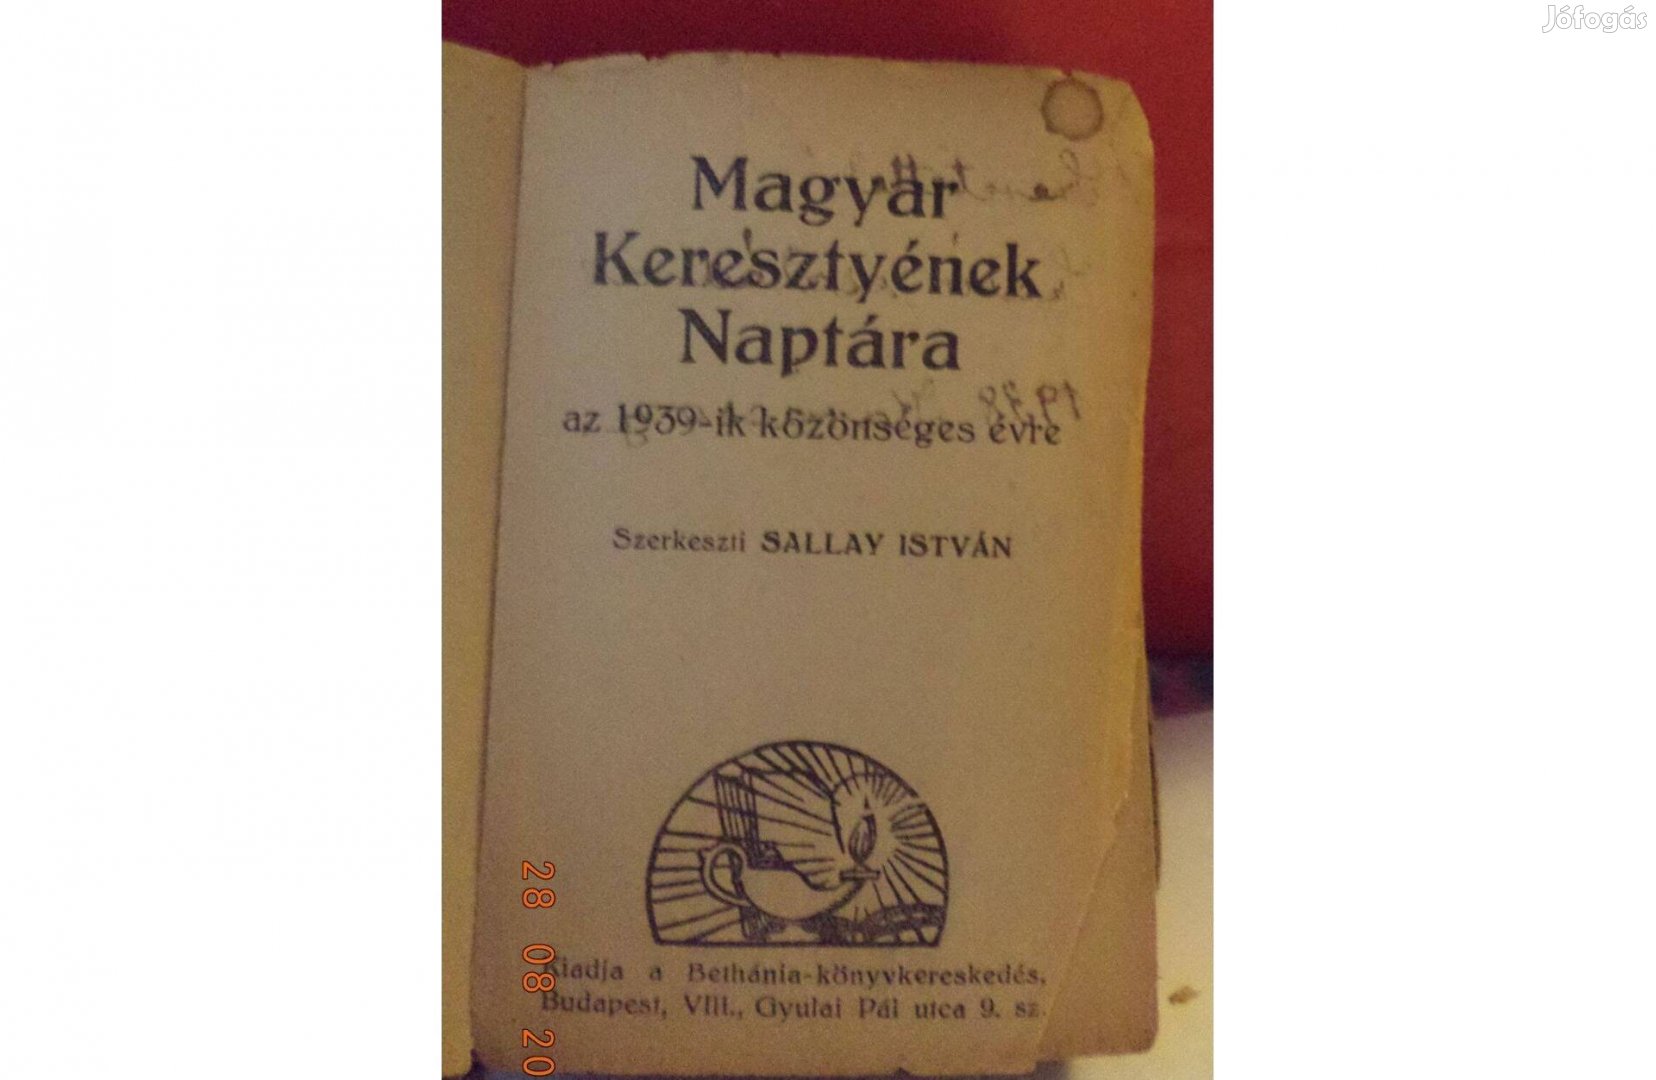 Jófogás
Magyar
Keresztyének
Naptára
az 1939-ik közönséges évre
Szerkeszti SALLAY ISTVÁN
Kiadja a Bethánia-könyvkereskedés,
Budapest, VIII., Gyulai Pál utca 9. sz.
28 08 20